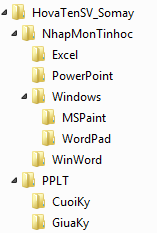 HovaTenSV_Somay
NhapMonTinhoc
Excel
PowerPoint
Windows
MSPaint
WordPad
WinWord
PPLT
CuoiKy
GiuaKy